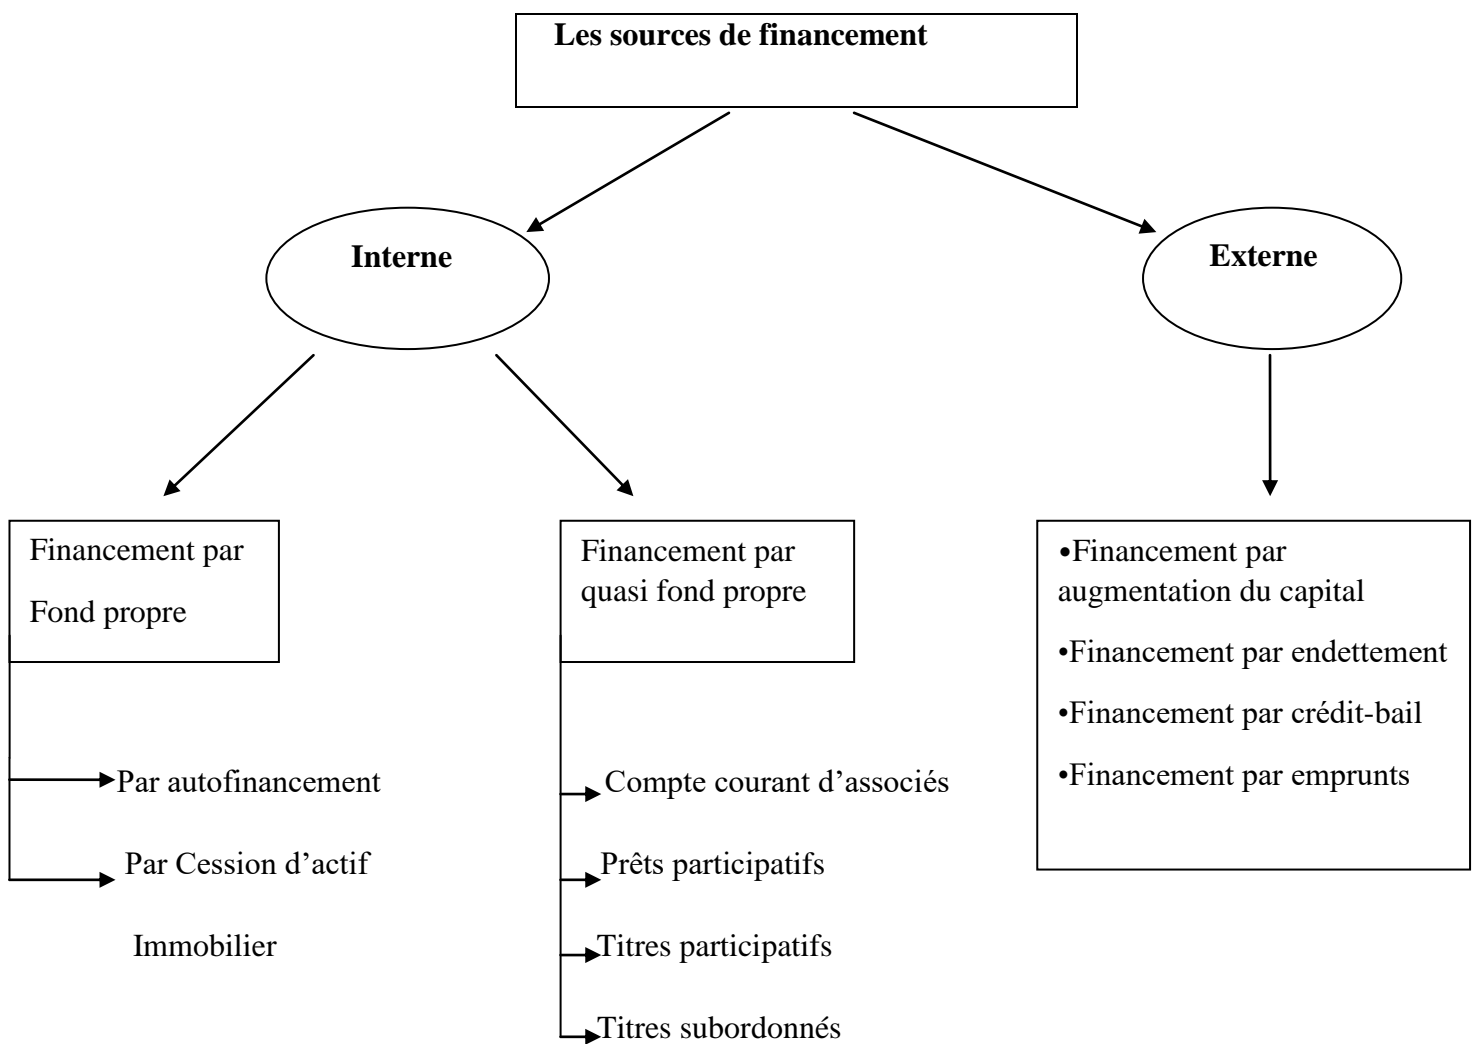 Les sources de financement
Interne
Externe
Financement par
Fond propre
Par autofinancement
Par Cession d’actif
Immobilier
Financement par
quasi fond propre
Compte courant d’associés
Prêts participatifs
Titres participatifs
Titres subordonnés
•Financement par
augmentation du capital
•Financement par endettement
•Financement par crédit-bail
•Financement par emprunts